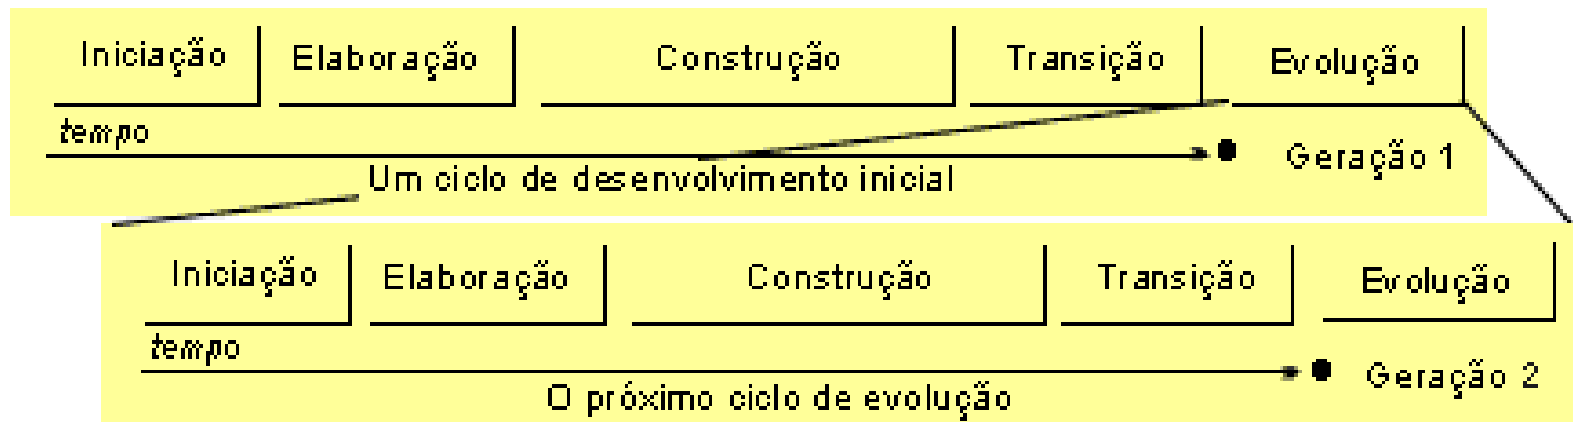 Iniciação Elaboração Construção Transição Evolução
tempo
Geração 1
Um ciclo de desenvolvimento inicial
Iniciação Elaboração Construção Transição Evolução
tempo
Geração 2
O próximo ciclo de evolução